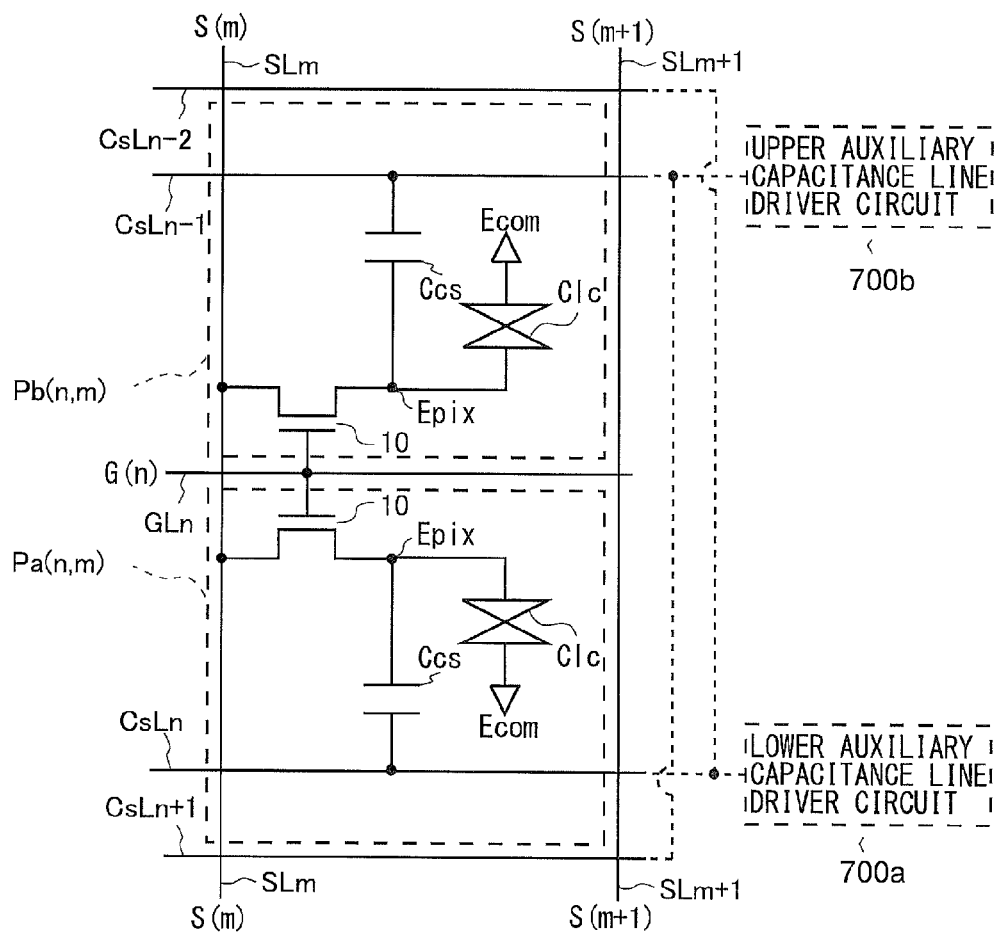 S(m)
S(m+1)
SLm
SLm+1
CsLn-2
UPPER AUXILIARY
CAPACITANCE LINE
DRIVER CIRCUIT
700b
CsLn-1
Ecom
Ccs
Clc
Pb(n,m)
Epix
10
G(n)
GLn
10
Epix
Pa(n,m)
Ccs
Clc
Ecom
CsLn
LOWER AUXILIARY
CAPACITANCE LINE
DRIVER CIRCUIT
700a
CsLn+1
SLm
SLm+1
S(m)
S(m+1)